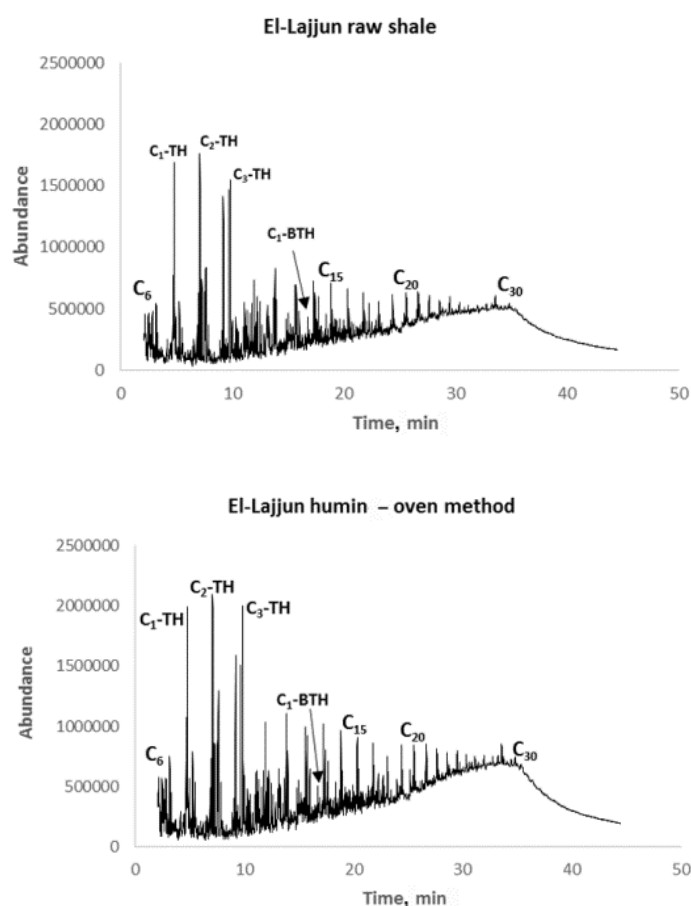 El-Lajjun raw shale
2500000
2000000
1500000
1000000
500000
0
Abundance
C₁-TH
C₂-TH
C₃-TH
C₁-BTH
C₆
C₁₅
C₂₀
C₃₀
0 10 20 30 40 50
Time, min
El-Lajjun humin – oven method
2500000
2000000
1500000
1000000
500000
0
Abundance
C₂-TH
C₁-TH
C₃-TH
C₁-BTH
C₆
C₁₅
C₂₀
C₃₀
0 10 20 30 40 50
Time, min